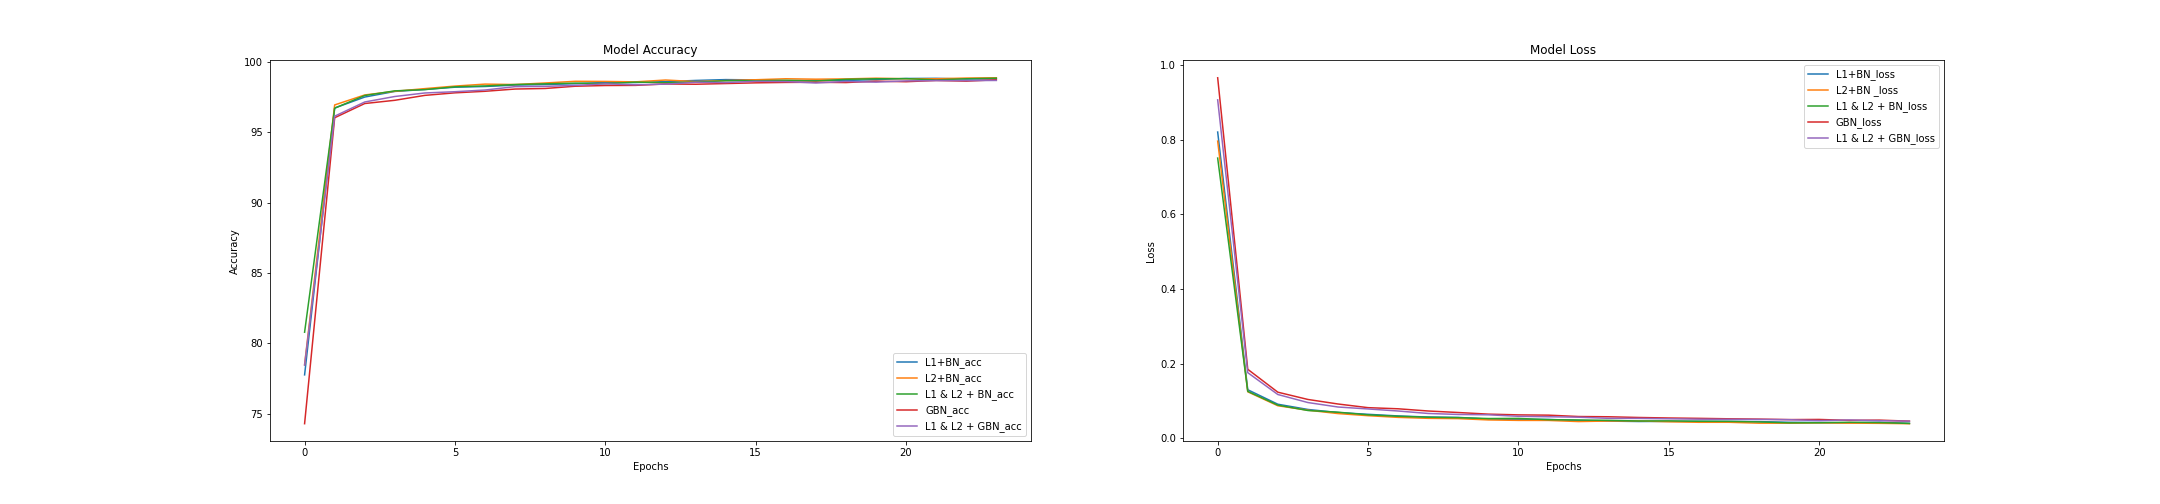 Model Accuracy
100
95
90
85
80
75
Accuracy
0
5
10
15
20
Epochs
L1+BN_acc
L2+BN_acc
L1 & L2 + BN_acc
GBN_acc
L1 & L2 + GBN_acc
Model Loss
1.0
0.8
0.6
0.4
0.2
0.0
Loss
0
5
10
15
20
Epochs
L1+BN_loss
L2+BN _loss
L1 & L2 + BN_loss
GBN_loss
L1 & L2 + GBN_loss